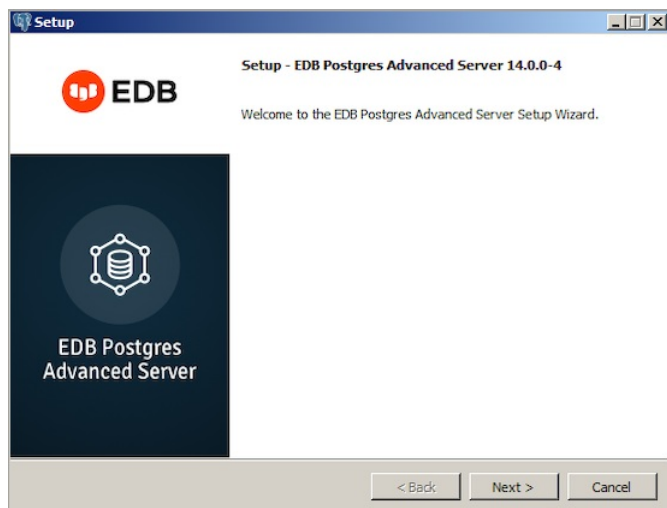 Setup
Setup - EDB Postgres Advanced Server 14.0.0-4
EDB
Welcome to the EDB Postgres Advanced Server Setup Wizard.
EDB Postgres
Advanced Server
< Back
Next >
Cancel